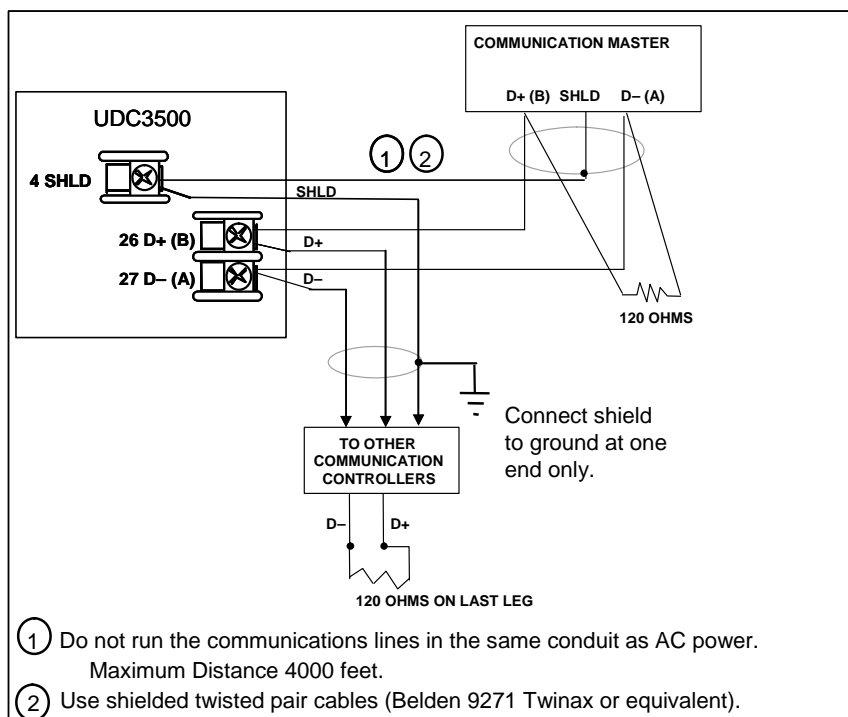 COMMUNICATION MASTER
D+ (B) SHLD D– (A)
UDC3500
4 SHLD
1 2
SHLD
26 D+ (B)
D+
27 D– (A)
D–
120 OHMS
Connect shield
to ground at one
end only.
TO OTHER
COMMUNICATION
CONTROLLERS
D– D+
120 OHMS ON LAST LEG
1 Do not run the communications lines in the same conduit as AC power.
Maximum Distance 4000 feet.
2 Use shielded twisted pair cables (Belden 9271 Twinax or equivalent).